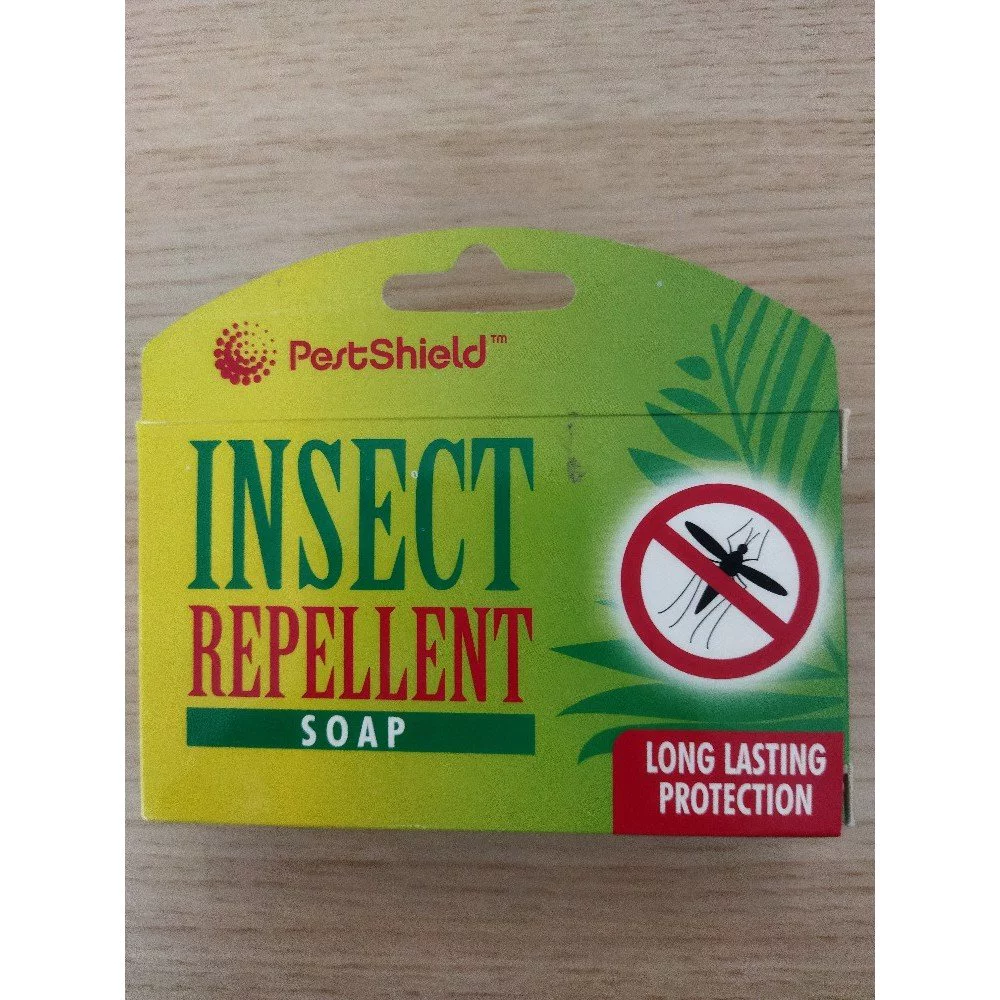 PestShield™
INSECT
REPELLENT
SOAP
LONG LASTING
PROTECTION